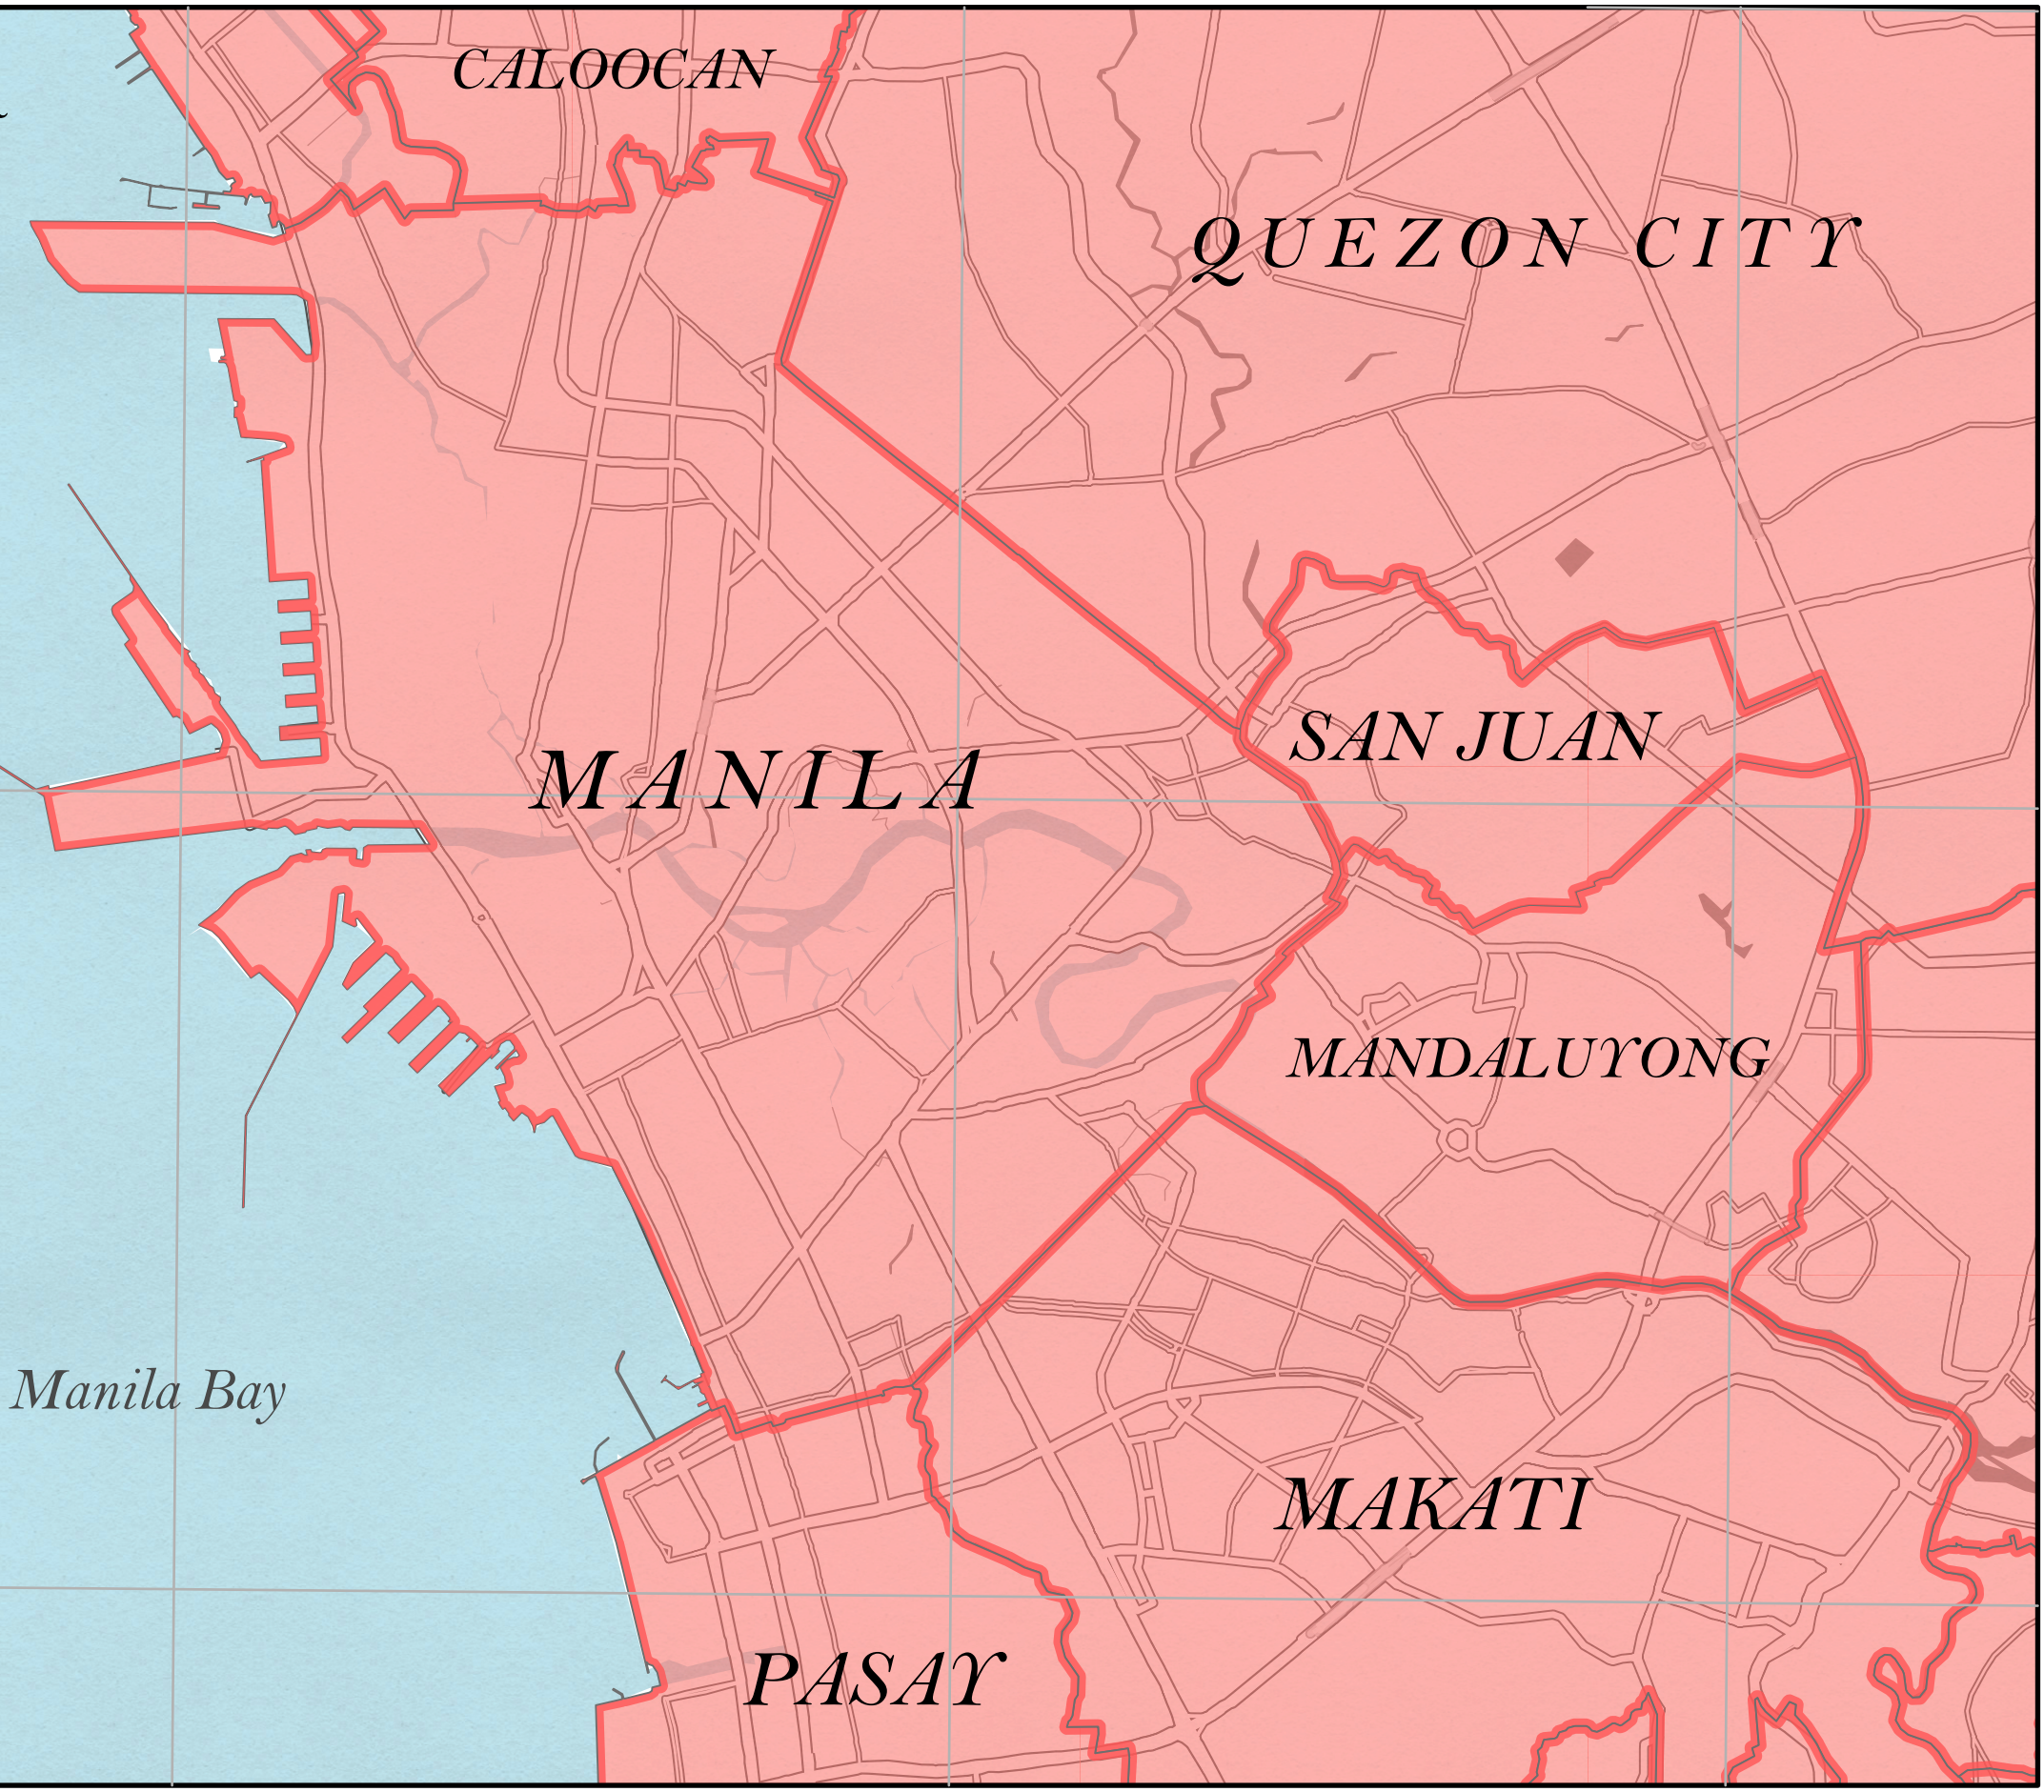 CALOOCAN
QUEZON CITY
SAN JUAN
MANILA
MANDALUYONG
Manila Bay
MAKATI
PASAY